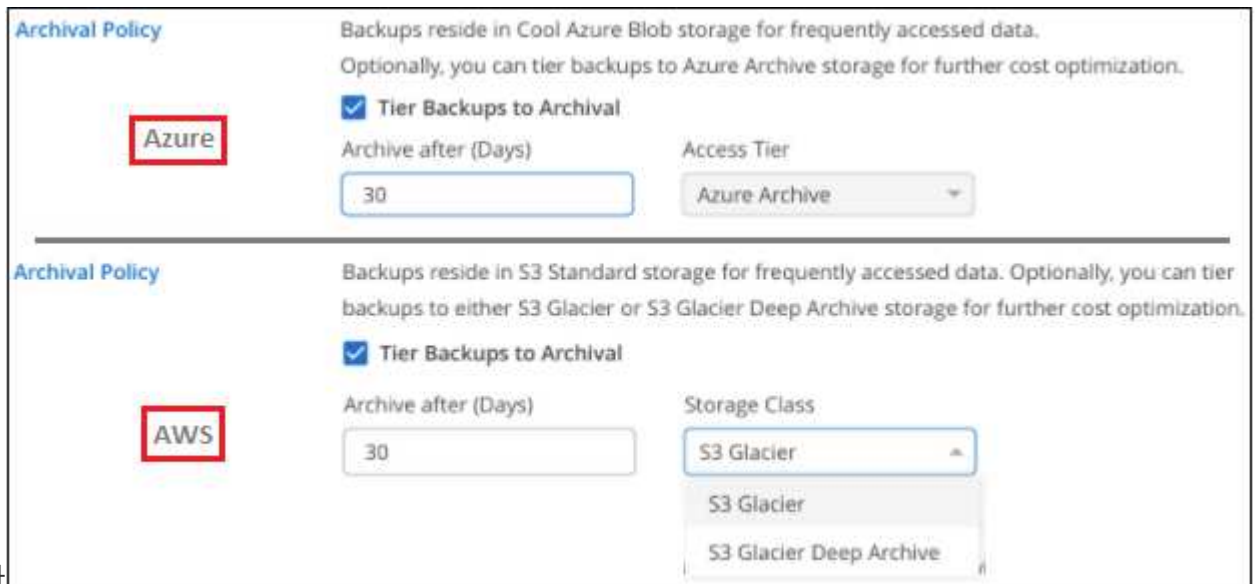 Archival Policy
Backups reside in Cool Azure Blob storage for frequently accessed data.
Optionally, you can tier backups to Azure Archive storage for further cost optimization.
Tier Backups to Archival
Azure
Archive after (Days)
Access Tier
30
Azure Archive
Archival Policy
Backups reside in S3 Standard storage for frequently accessed data. Optionally, you can tier
backups to either S3 Glacier or S3 Glacier Deep Archive storage for further cost optimization.
Tier Backups to Archival
Archive after (Days)
Storage Class
AWS
30
S3 Glacier
S3 Glacier
S3 Glacier Deep Archive